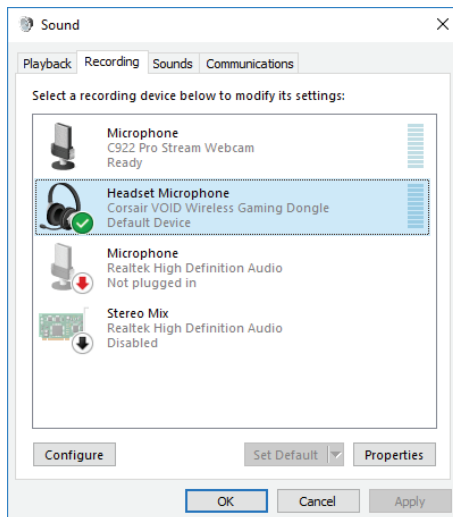 Sound
Playback Recording Sounds Communications
Select a recording device below to modify its settings:
Microphone
C922 Pro Stream Webcam
Ready
Headset Microphone
Corsair VOID Wireless Gaming Dongle
Default Device
Microphone
Realtek High Definition Audio
Not plugged in
Stereo Mix
Realtek High Definition Audio
Disabled
Configure Set Default Properties
OK Cancel Apply